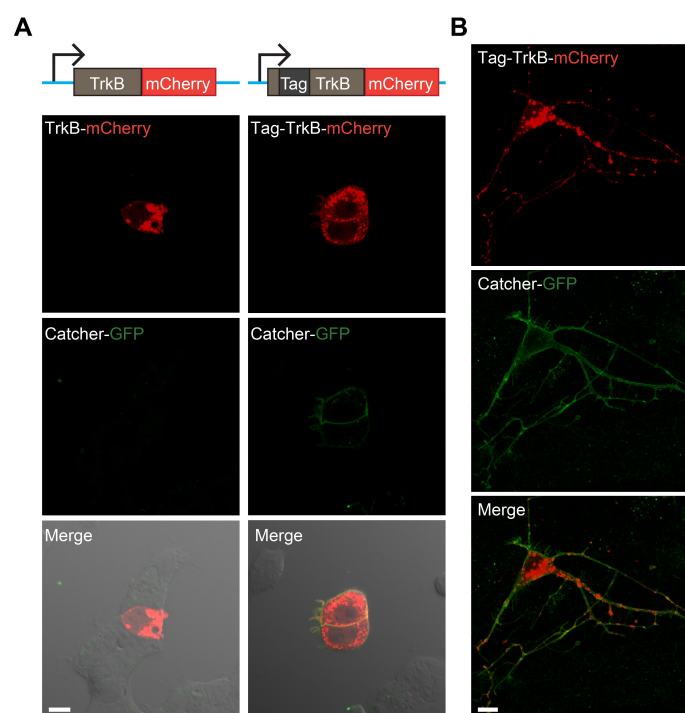 A
TrkB mCherry
Tag TrkB mCherry
TrkB-mCherry
Tag-TrkB-mCherry
Catcher-GFP
Catcher-GFP
Merge
Merge
B
Tag-TrkB-mCherry
Catcher-GFP
Merge